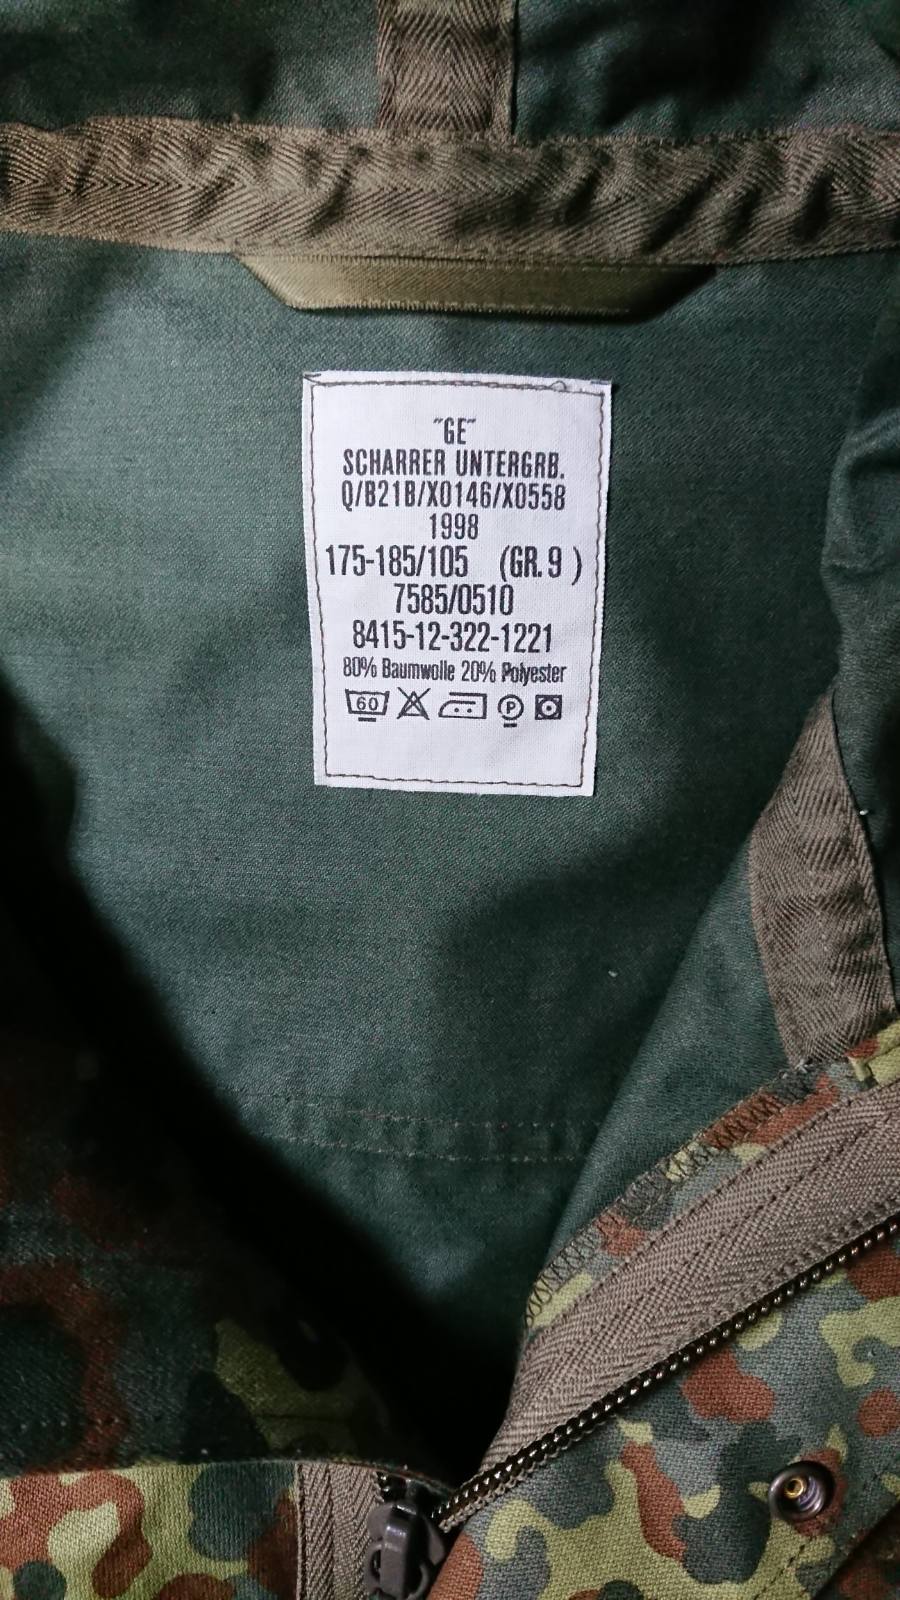 "GE"
SCHARRER UNTERGRB.
Q/B21B/X0146/X0558
1998
175-185/105 (GR. 9 )
7585/0510
8415-12-322-1221
80% Baumwolle 20% Polyester
60 P